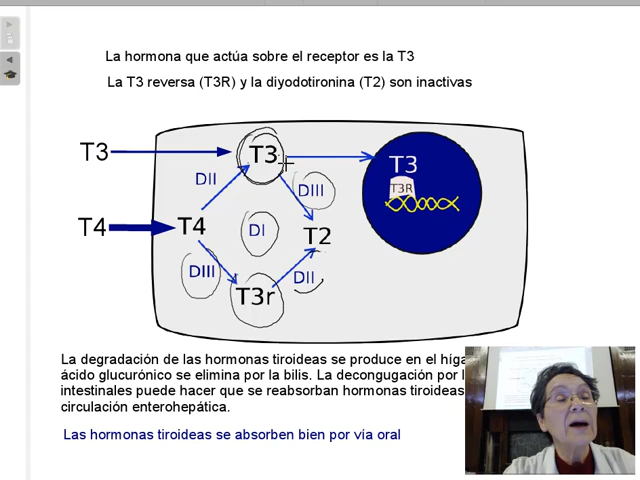 La hormona que actúa sobre el receptor es la T3
La T3 reversa (T3R) y la diyodotironina (T2) son inactivas
T3
T3
T3
DII
DIII
T3R
T4
T4
DI
T2
DIII
DII
T3r
La degradación de las hormonas tiroideas se produce en el
ácido glucurónico se elimina por la bilis. La decongugación por
intestinales puede hacer que se reabsorban hormonas tiroideas
circulación enterohepática.
Las hormonas tiroideas se absorben bien por vía oral